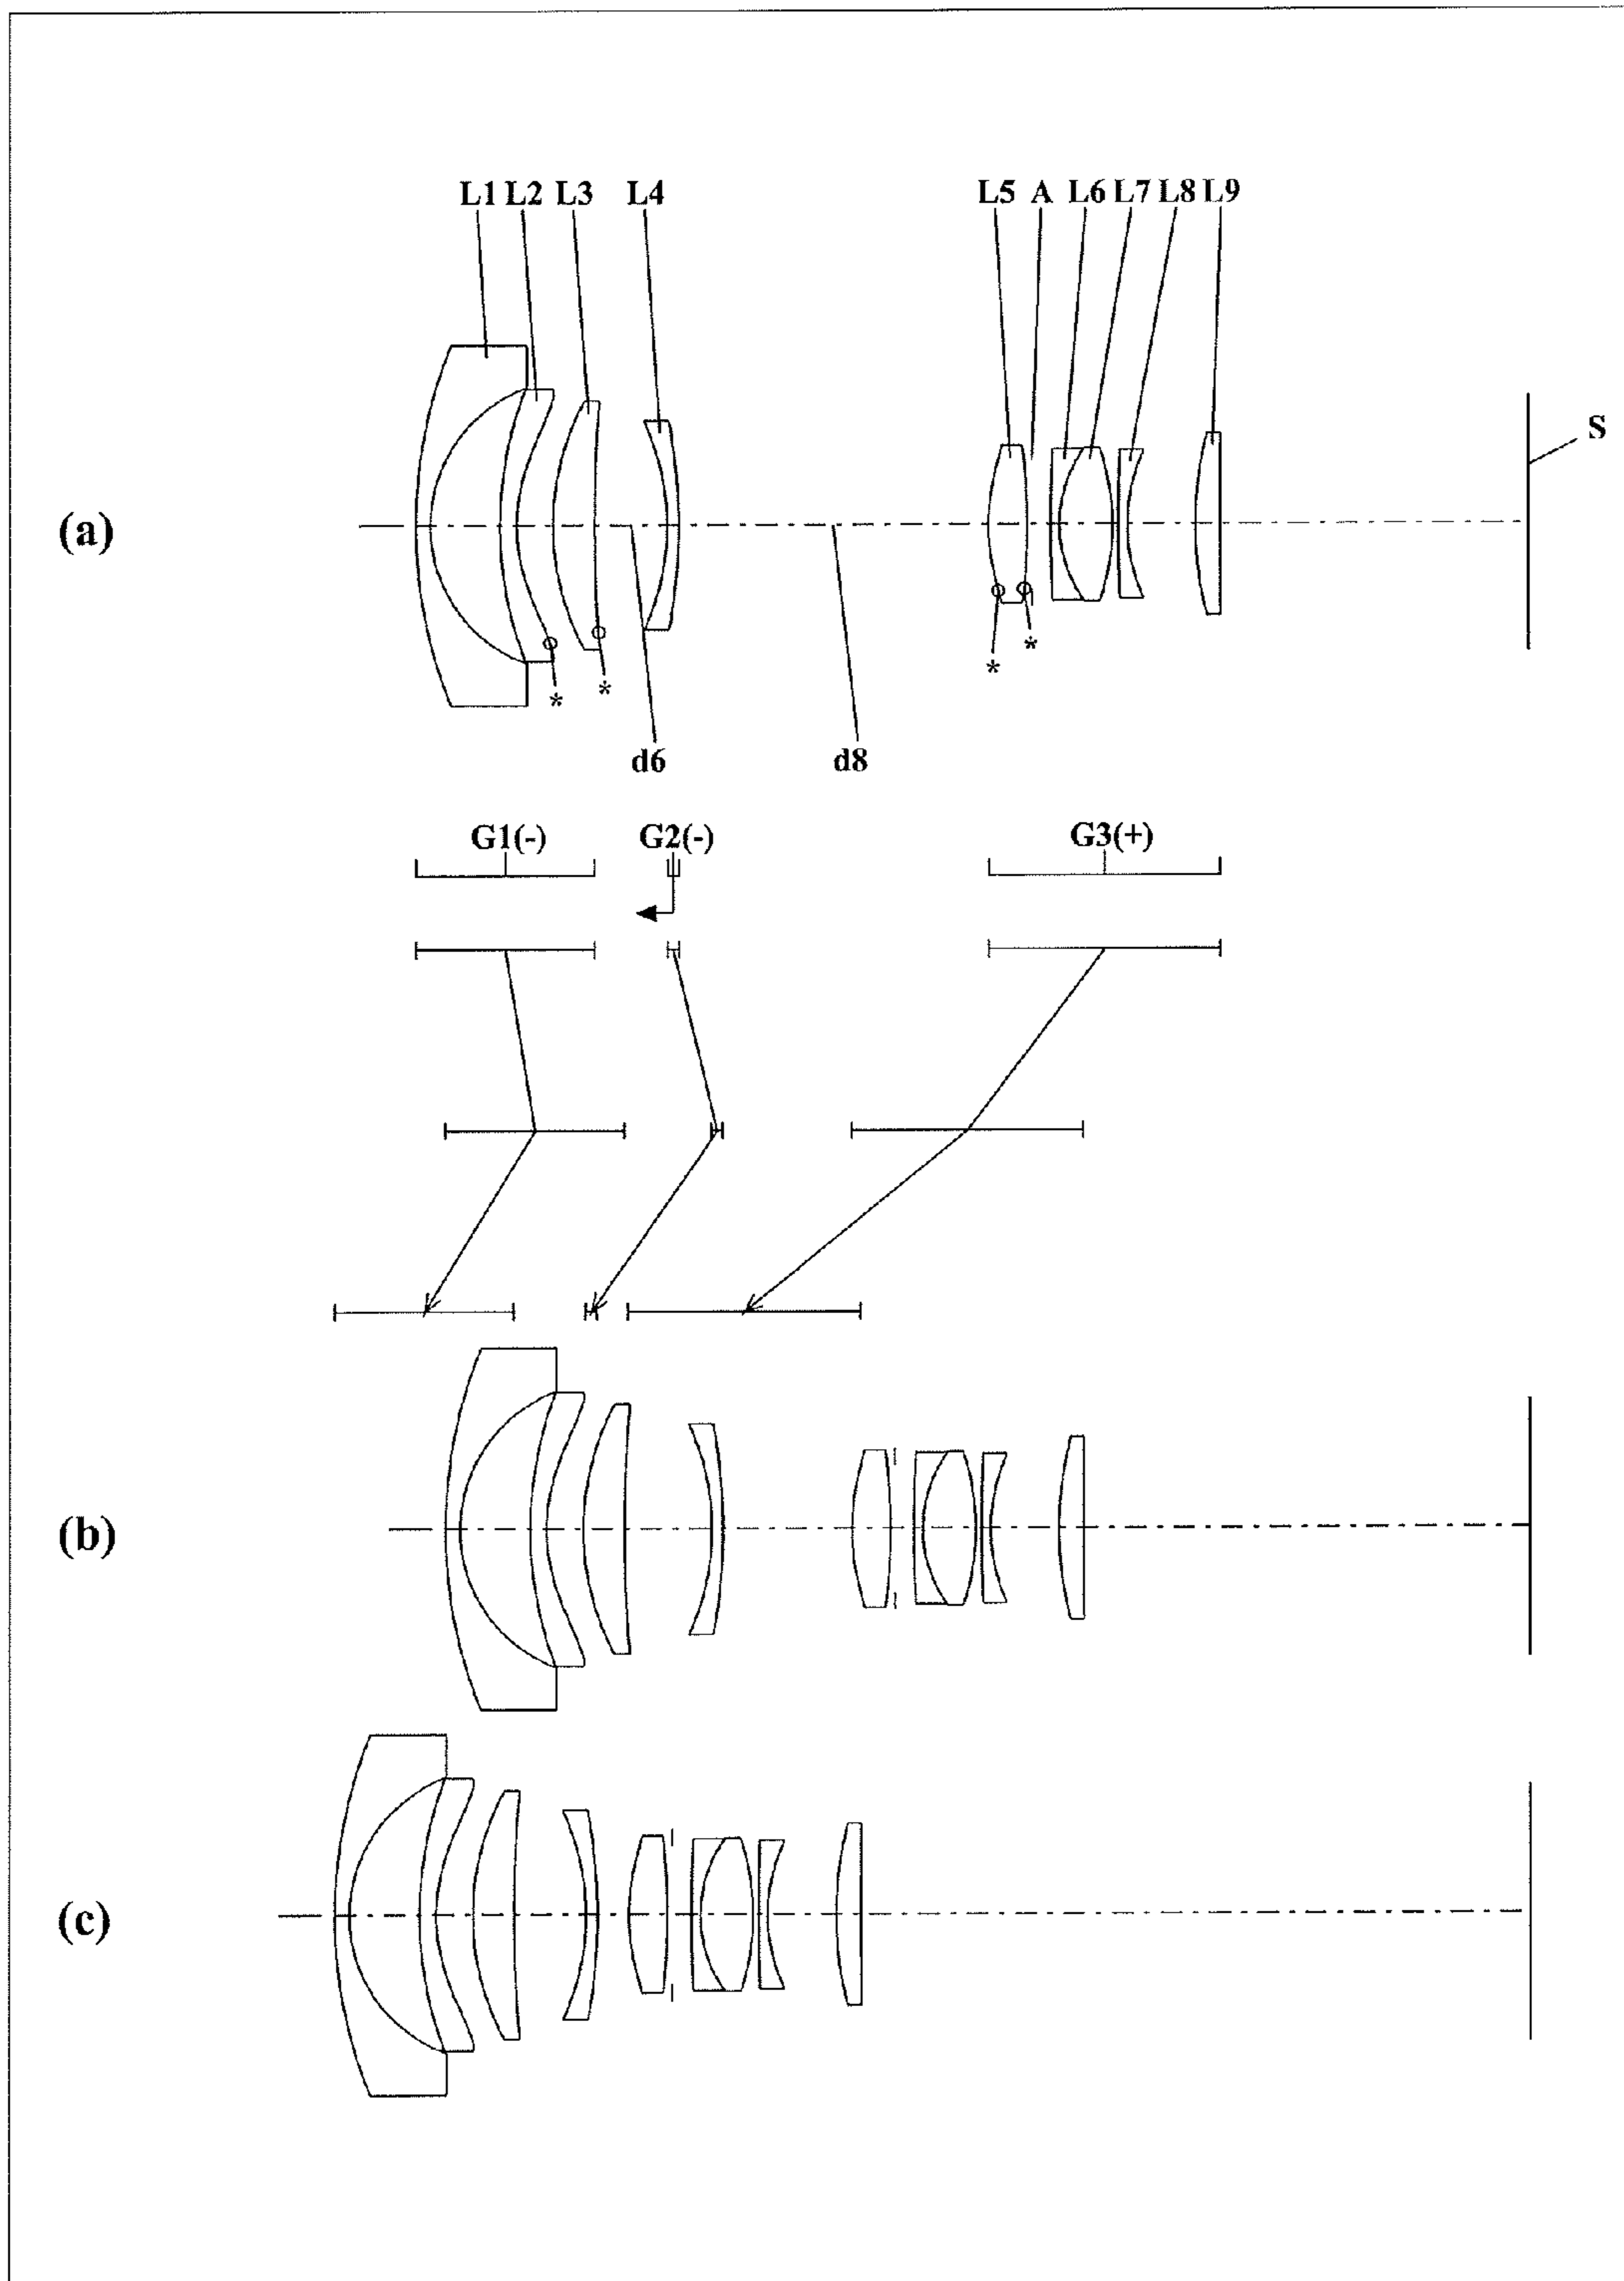 L1 L2 L3 L4 L5 A L6 L7 L8 L9
S
(a)
* * * *
d6 d8
G1(-) G2(-) G3(+)
(b)
(c)